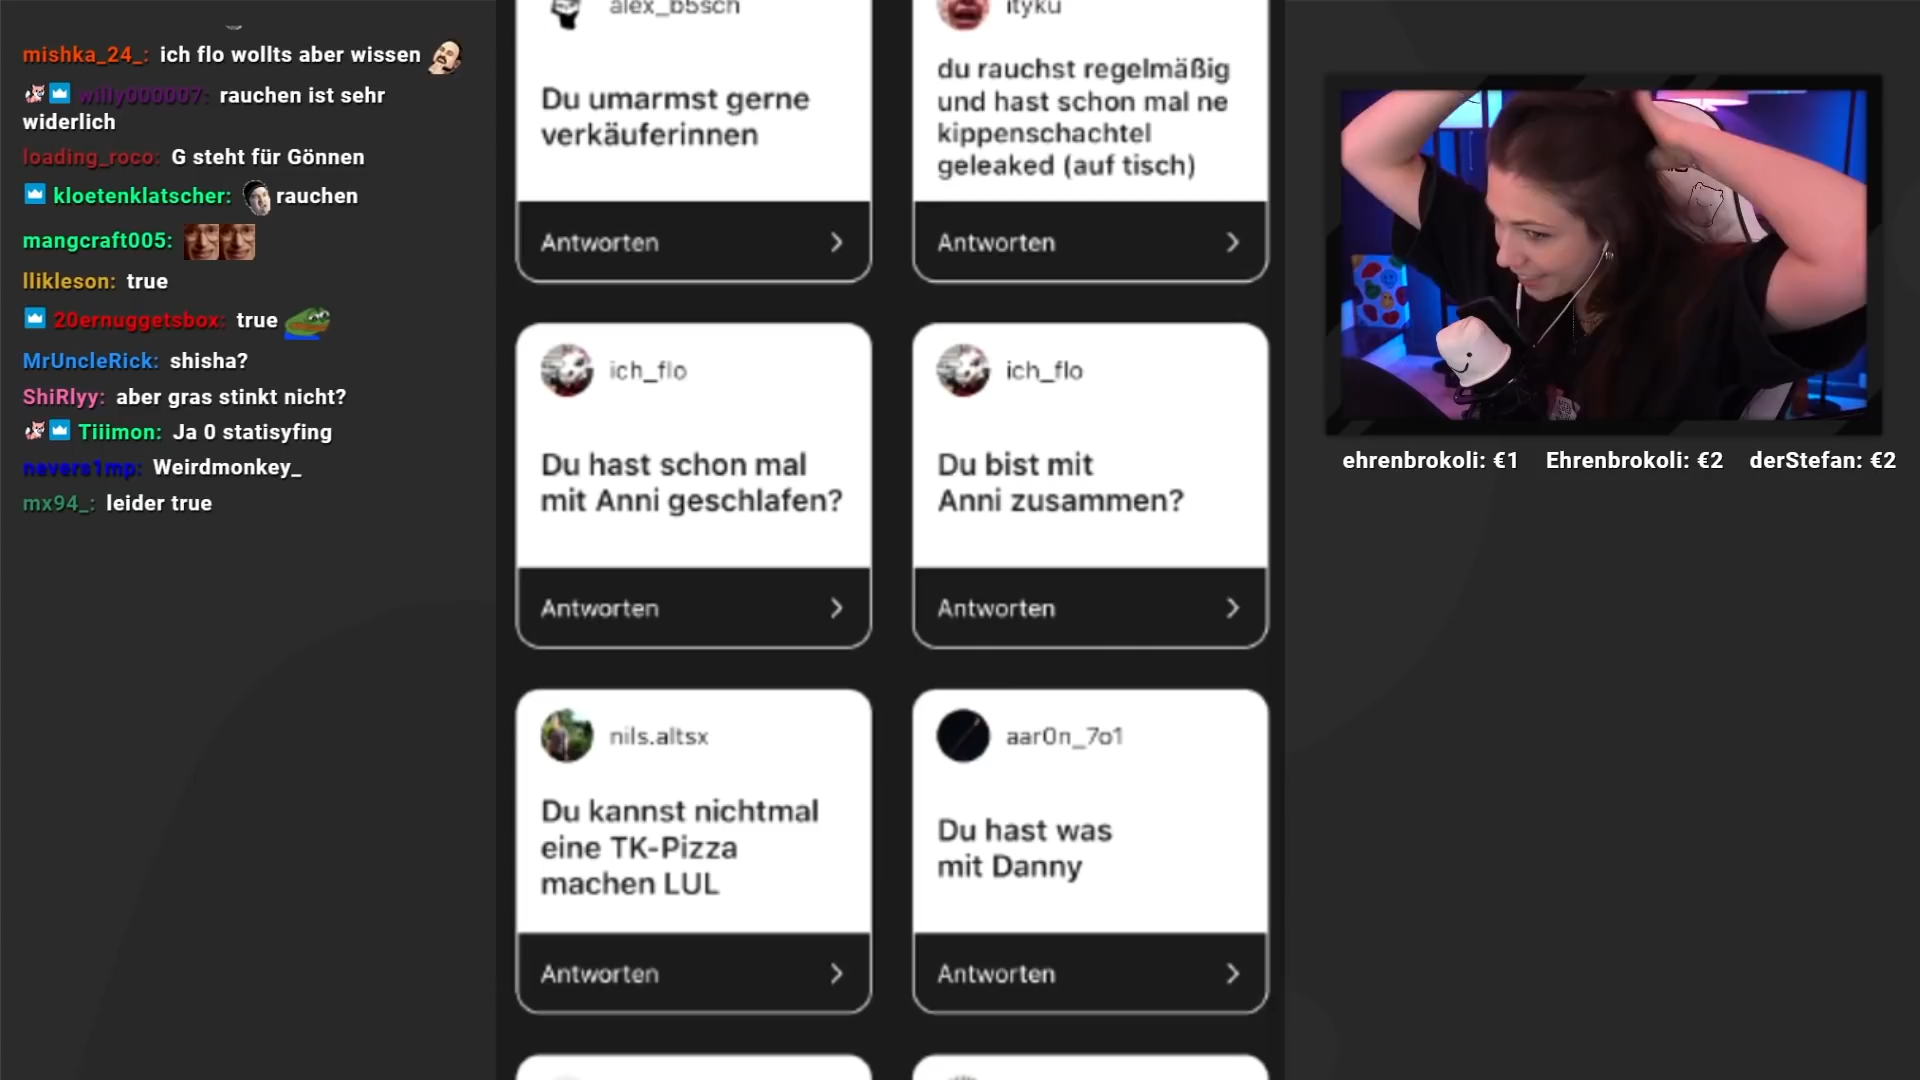 mishka_24_: ich flo wollts aber wissen
willy000007: rauchen ist sehr
widerlich
loading_roco: G steht für Gönnen
kloetenklatscher: rauchen
mangcraft005:
llikleson: true
20ernuggetsbox: true
MrUncleRick: shisha?
ShiRlyy: aber gras stinkt nicht?
Tiiimon: Ja 0 statisyfing
nevers1mp: Weirdmonkey_
mx94_: leider true
alex_b5sch
Du umarmst gerne
verkäuferinnen
Antworten
ityku
du rauchst regelmäßig
und hast schon mal ne
kippenschachtel
geleaked (auf tisch)
Antworten
ich_flo
Du hast schon mal
mit Anni geschlafen?
Antworten
ich_flo
Du bist mit
Anni zusammen?
Antworten
nils.altsx
Du kannst nichtmal
eine TK-Pizza
machen LUL
Antworten
aar0n_7o1
Du hast was
mit Danny
Antworten
ehrenbrokoli: €1 Ehrenbrokoli: €2 derStefan: €2